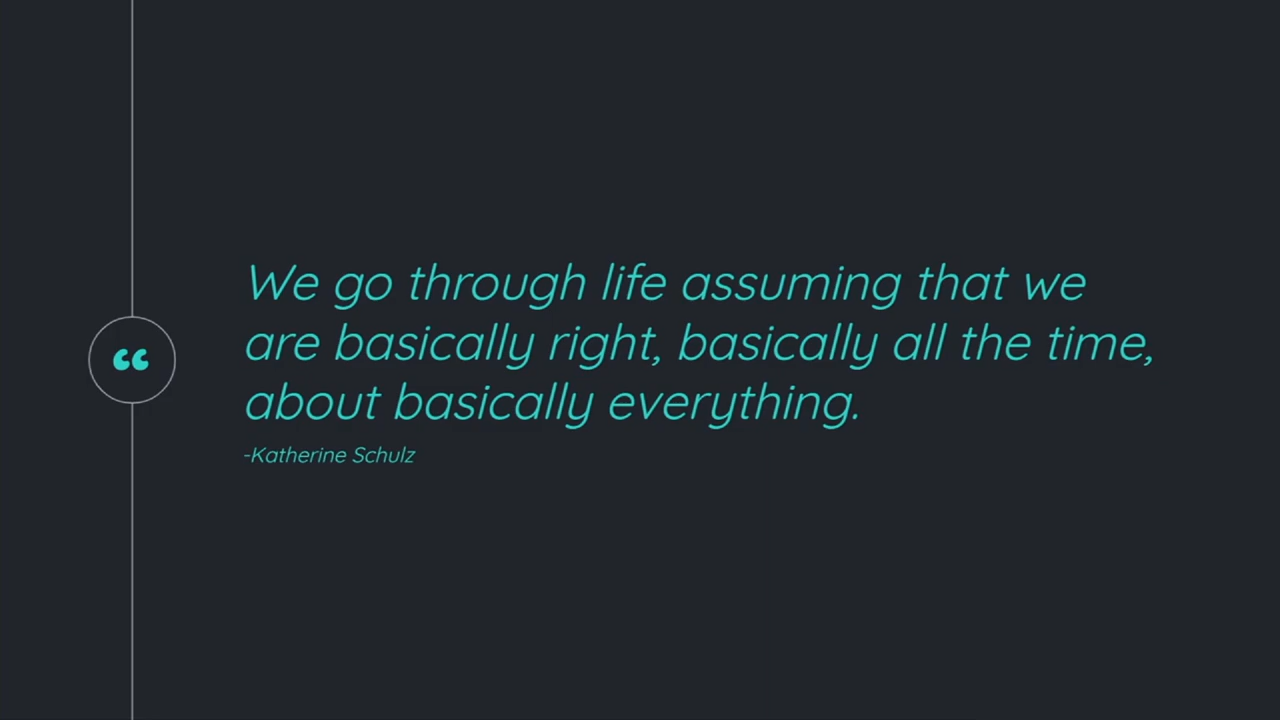 “
We go through life assuming that we
are basically right, basically all the time,
about basically everything.
-Katherine Schulz